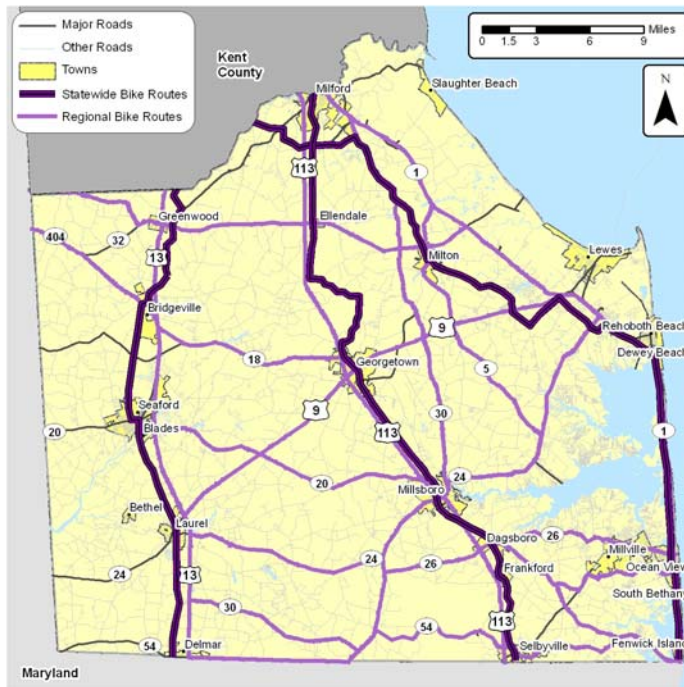 Major Roads
Other Roads
Towns
Statewide Bike Routes
Regional Bike Routes
Kent
County
Miles
0 1.5 3 6 9
N
Milford
Slaughter Beach
113
1
Greenwood
Ellendale
404
32
13
Milton
Lewes
Bridgeville
9
Rehoboth Beach
18
Georgetown
Dewey Beach
5
Seaford
9
30
20
Blades
113
1
20
24
Millsboro
Bethel
Laurel
Dagsboro
26
Millville
24
26
Ocean View
24
13
Frankford
30
South Bethany
54
113
54
Delmar
Selbyville
Fenwick Island
Maryland